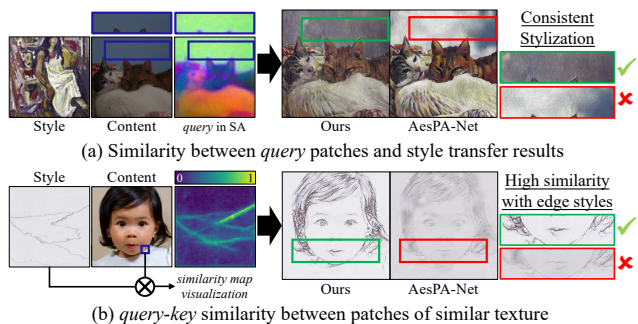 Consistent
Stylization
Style
Content
query in SA
Ours
AesPA-Net
(a) Similarity between query patches and style transfer results
Style
Content
0
1
High similarity
with edge styles
similarity map
visualization
Ours
AesPA-Net
(b) query-key similarity between patches of similar texture